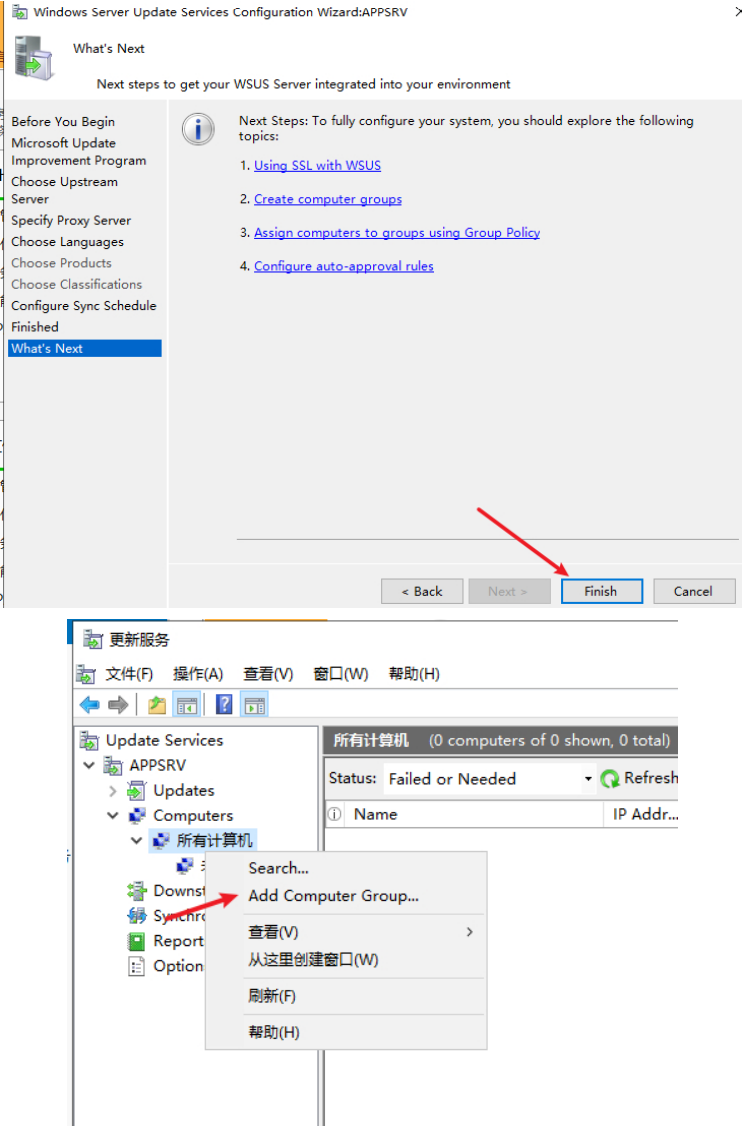 Windows Server Update Services Configuration Wizard:APPSRV
What's Next
Next steps to get your WSUS Server integrated into your environment
Before You Begin
Microsoft Update
Improvement Program
Choose Upstream
Server
Specify Proxy Server
Choose Languages
Choose Products
Choose Classifications
Configure Sync Schedule
Finished
What's Next
Next Steps: To fully configure your system, you should explore the following
topics:
1. Using SSL with WSUS
2. Create computer groups
3. Assign computers to groups using Group Policy
4. Configure auto-approval rules
< Back
Next >
Finish
Cancel
更新服务
文件(F) 操作(A) 查看(V) 窗口(W) 帮助(H)
Update Services
APPSRV
Updates
Computers
所有计算机
Downst
Synchro
Report
Option
所有计算机 (0 computers of 0 shown, 0 total)
Status: Failed or Needed Refresh
Name IP Addr...
Search...
Add Computer Group...
查看(V)
从这里创建窗口(W)
刷新(F)
帮助(H)